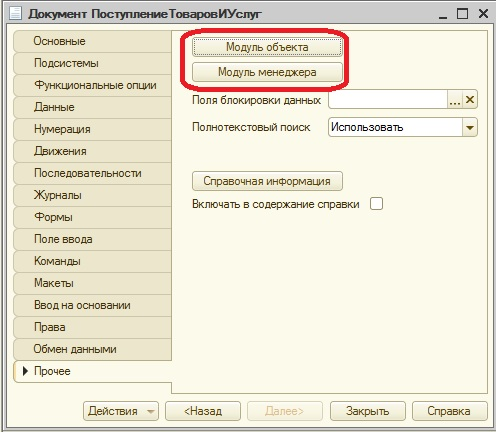 Документ ПоступлениеТоваровИУслуг
Основные
Подсистемы
Функциональные опции
Данные
Нумерация
Движения
Последовательности
Журналы
Формы
Поле ввода
Команды
Макеты
Ввод на основании
Права
Обмен данными
Прочее
Модуль объекта
Модуль менеджера
Поля блокировки данных
...
Полнотекстовый поиск Использовать
Справочная информация
Включать в содержание справки
Действия <Назад Далее> Закрыть Справка